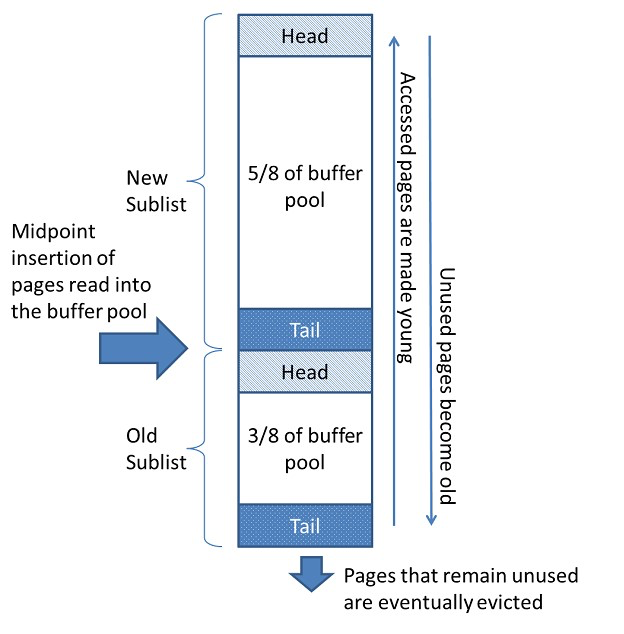 Head
5/8 of buffer
pool
New
Sublist
Midpoint
insertion of
pages read into
the buffer pool
Tail
Head
Old
Sublist
3/8 of buffer
pool
Tail
Accessed pages are made young
Unused pages become old
Pages that remain unused
are eventually evicted